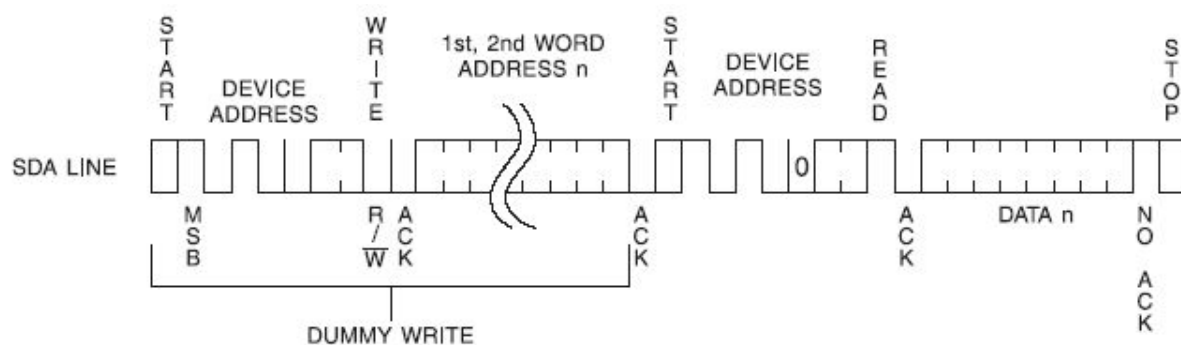 START
WRITE
1st, 2nd WORD
ADDRESS n
START
DEVICE
ADDRESS
READ
STOP
DEVICE
ADDRESS
SDA LINE
0
MSB
R/W
ACK
ACK
ACK
DATA n
NO ACK
DUMMY WRITE